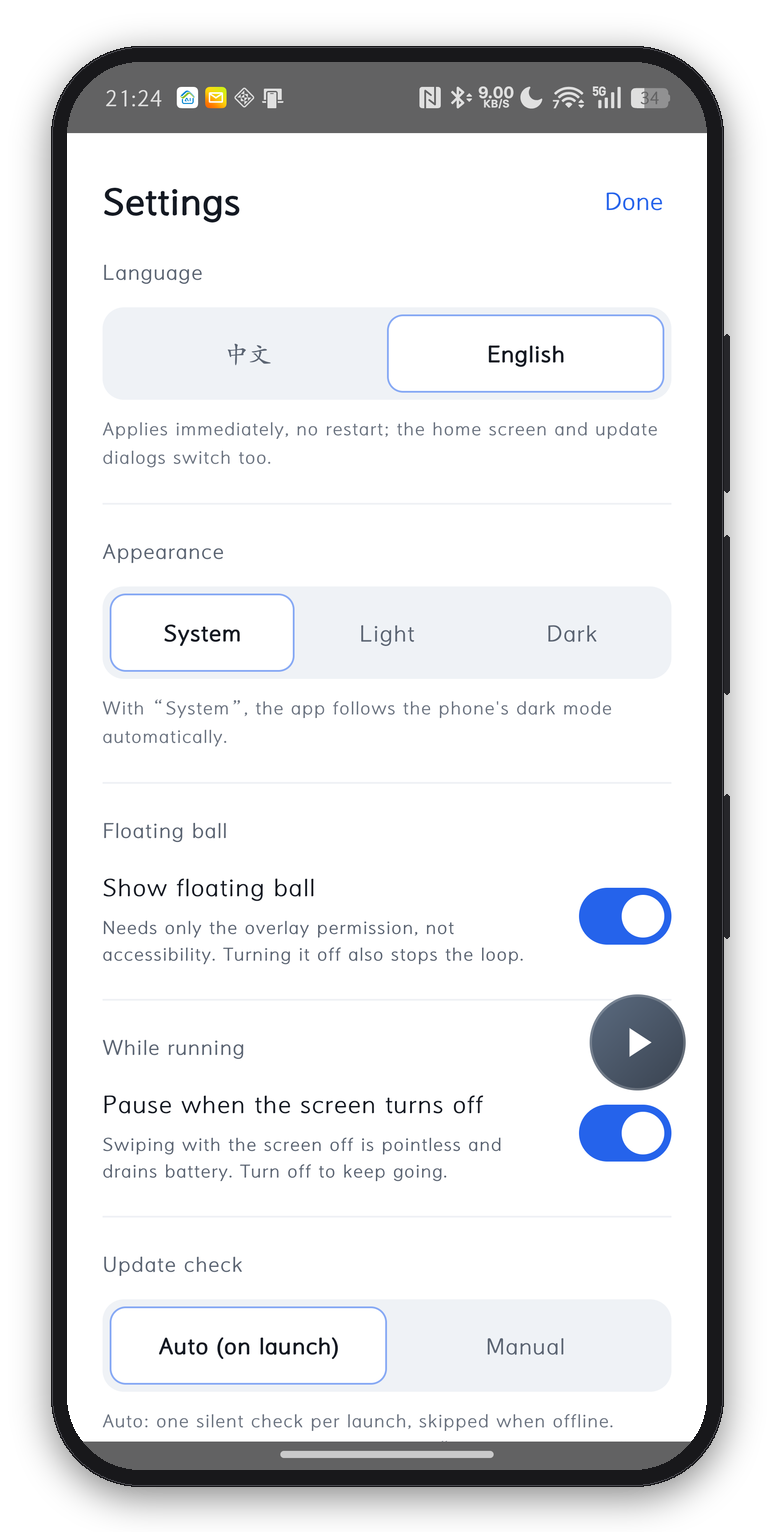 21:24
9.00
KB/S
7
5G
34
Settings
Done
Language
中文
English
Applies immediately, no restart; the home screen and update
dialogs switch too.
Appearance
System
Light
Dark
With “System”, the app follows the phone's dark mode
automatically.
Floating ball
Show floating ball
Needs only the overlay permission, not
accessibility. Turning it off also stops the loop.
While running
Pause when the screen turns off
Swiping with the screen off is pointless and
drains battery. Turn off to keep going.
Update check
Auto (on launch)
Manual
Auto: one silent check per launch, skipped when offline.